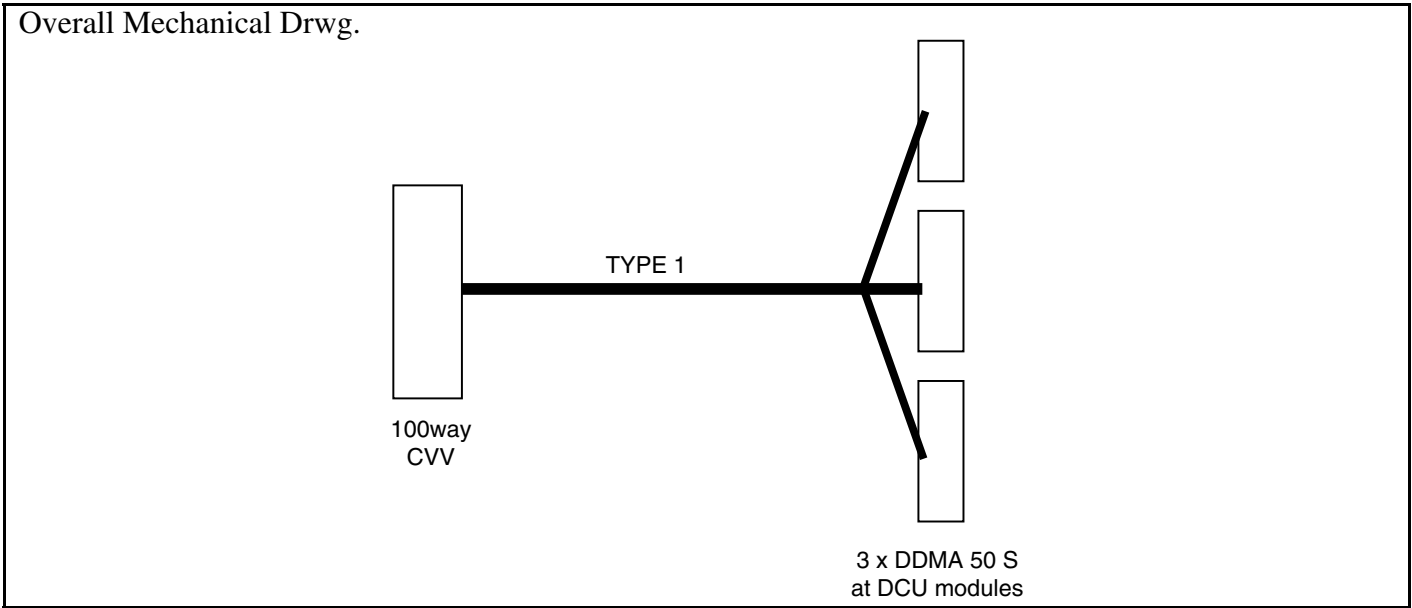 Overall Mechanical Drwg.
TYPE 1
100way
CVV
3 x DDMA 50 S
at DCU modules